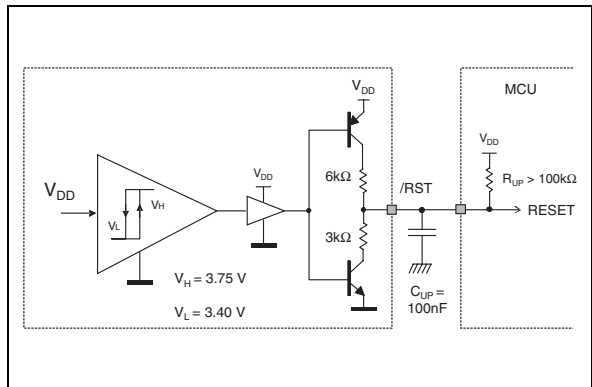 V_DD
MCU
V_DD
V_DD
6kΩ
/RST
R_UP > 100kΩ
V_DD
V_H
V_L
RESET
3kΩ
V_H = 3.75 V
V_L = 3.40 V
C_UP =
100nF